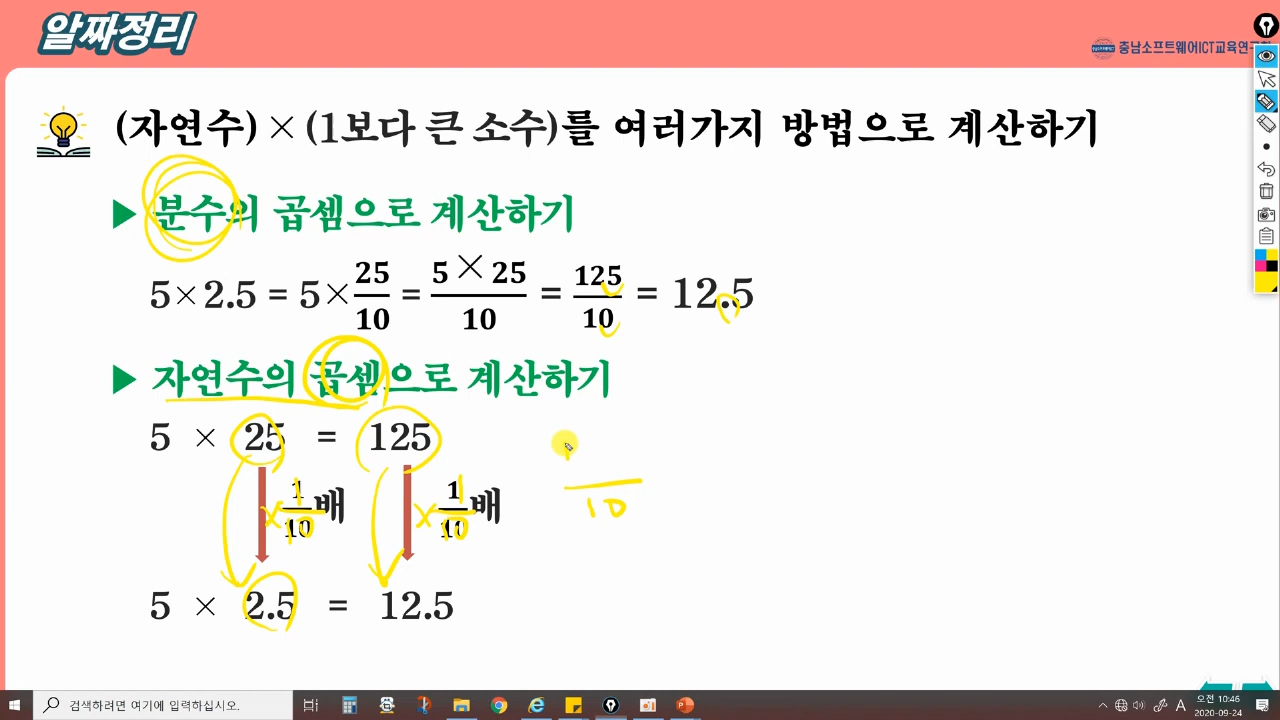 알짜정리
충남소프트웨어ICT교육연구회
(자연수) × (1보다 큰 소수)를 여러가지 방법으로 계산하기
▶ 분수의 곱셈으로 계산하기
5×2.5 = 5× 25/10 = 5 × 25/10 = 125/10 = 12.5
▶ 자연수의 곱셈으로 계산하기
5 × 25 = 125
× 1/10 배 × 1/10 배
10
5 × 2.5 = 12.5
검색하려면 여기에 입력하십시오.
A
오전 10:46
2020-09-24